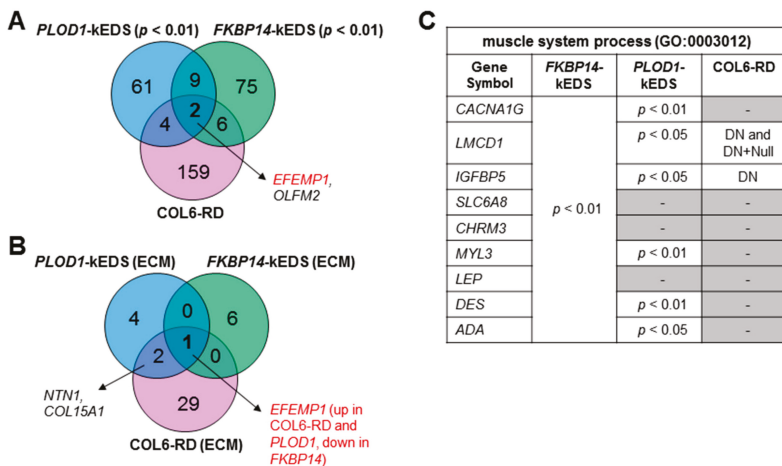 A
PLOD1-kEDS (p < 0.01) FKBP14-kEDS (p < 0.01)
61 9 75
2
4 6
159
COL6-RD
EFEMP1,
OLFM2
B
PLOD1-kEDS (ECM) FKBP14-kEDS (ECM)
4 0 6
1
2 0
29
COL6-RD (ECM)
NTN1,
COL15A1
EFEMP1 (up in
COL6-RD and
PLOD1, down in
FKBP14)
C
muscle system process (GO:0003012)
Gene Symbol FKBP14-kEDS PLOD1-kEDS COL6-RD
CACNA1G p < 0.01 -
LMCD1 p < 0.05 DN and DN+Null
IGFBP5 p < 0.05 DN
SLC6A8 - -
p < 0.01
CHRM3 - -
MYL3 p < 0.01 -
LEP - -
DES p < 0.01 -
ADA p < 0.05 -